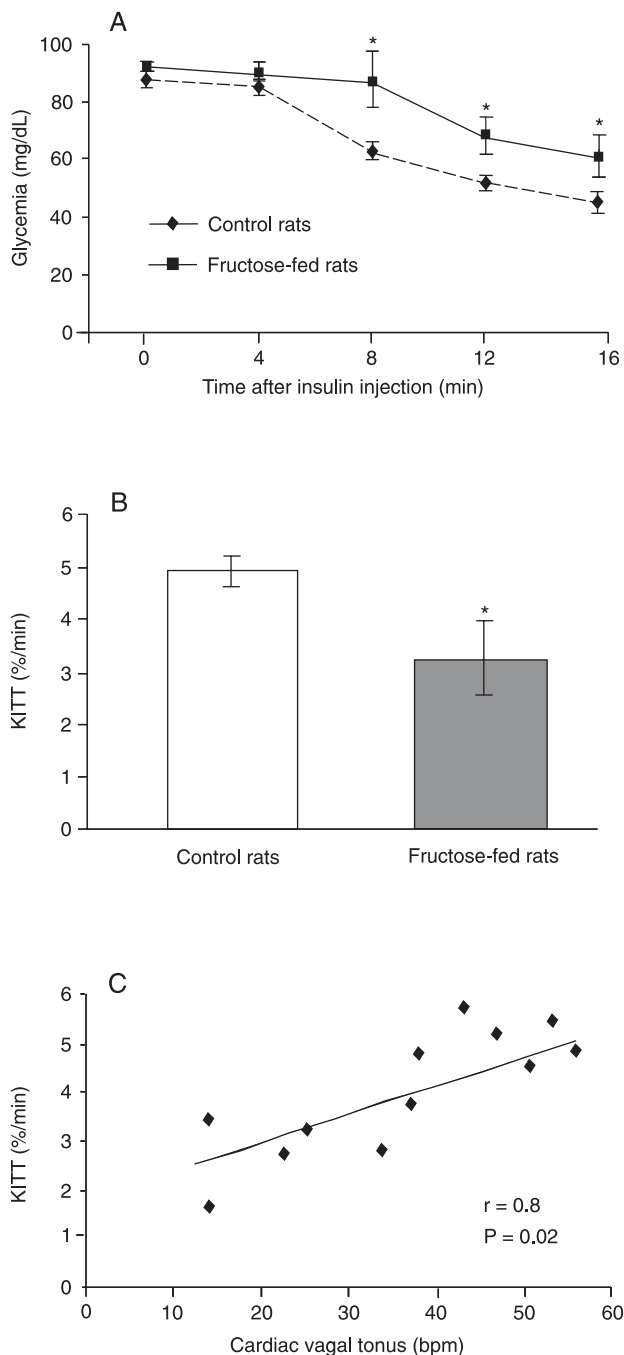 A
100
80
60
40
20
0
Glycemia (mg/dL)
*
*
*
Control rats
Fructose-fed rats
0 4 8 12 16
Time after insulin injection (min)
B
6
5
4
3
2
1
0
KITT (%/min)
*
Control rats Fructose-fed rats
C
6
5
4
3
2
1
0
KITT (%/min)
r = 0.8
P = 0.02
0 10 20 30 40 50 60
Cardiac vagal tonus (bpm)